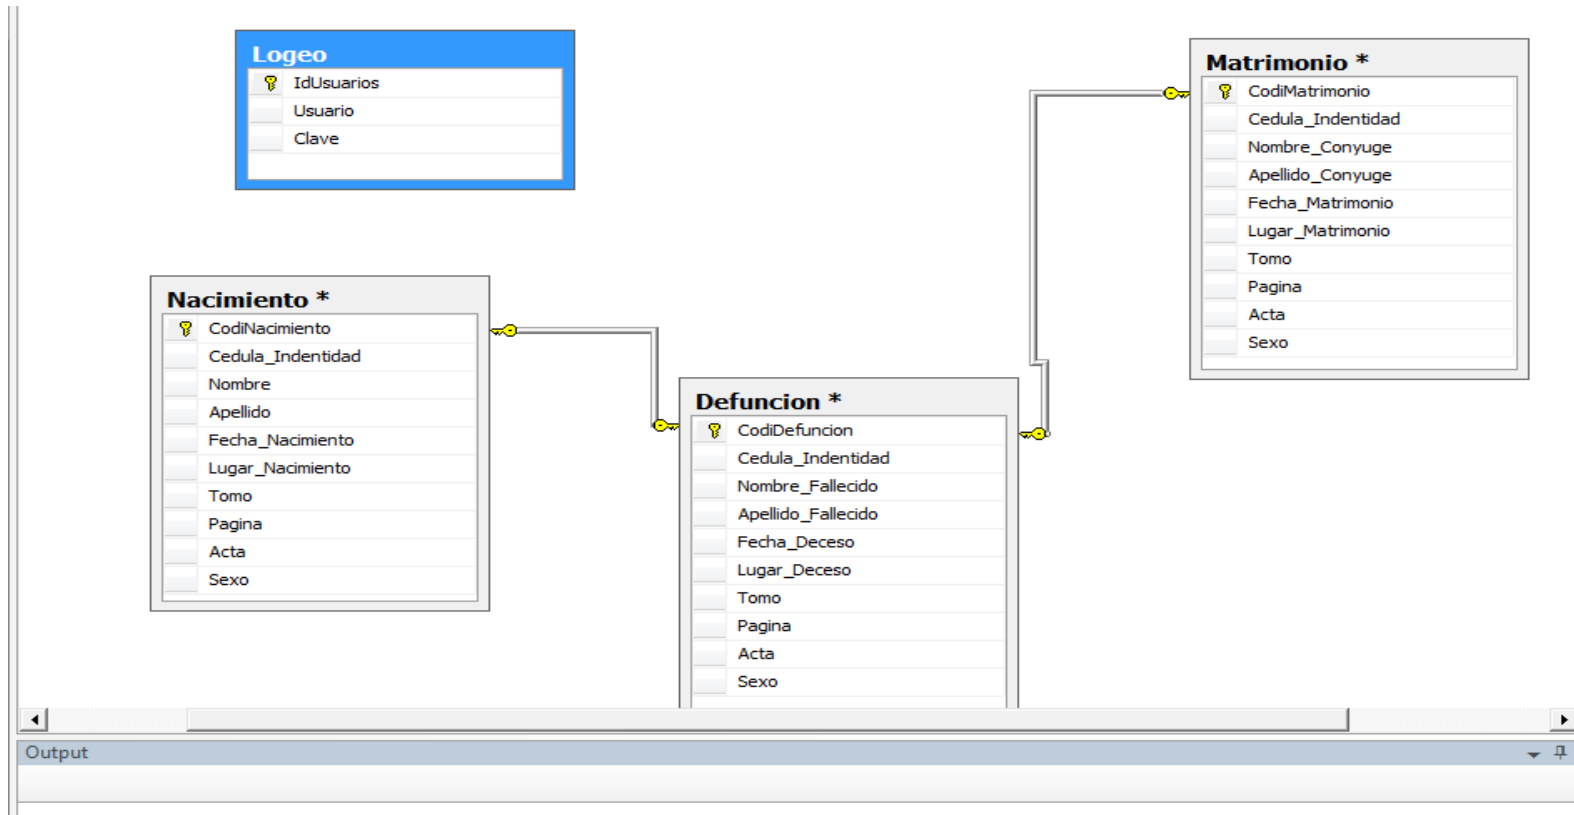 Logeo
IdUsuarios
Usuario
Clave
Matrimonio *
CodiMatrimonio
Cedula_Indentidad
Nombre_Conyuge
Apellido_Conyuge
Fecha_Matrimonio
Lugar_Matrimonio
Tomo
Pagina
Acta
Sexo
Nacimiento *
CodiNacimiento
Cedula_Indentidad
Nombre
Apellido
Fecha_Nacimiento
Lugar_Nacimiento
Tomo
Pagina
Acta
Sexo
Defuncion *
CodiDefuncion
Cedula_Indentidad
Nombre_Fallecido
Apellido_Fallecido
Fecha_Deceso
Lugar_Deceso
Tomo
Pagina
Acta
Sexo
Output